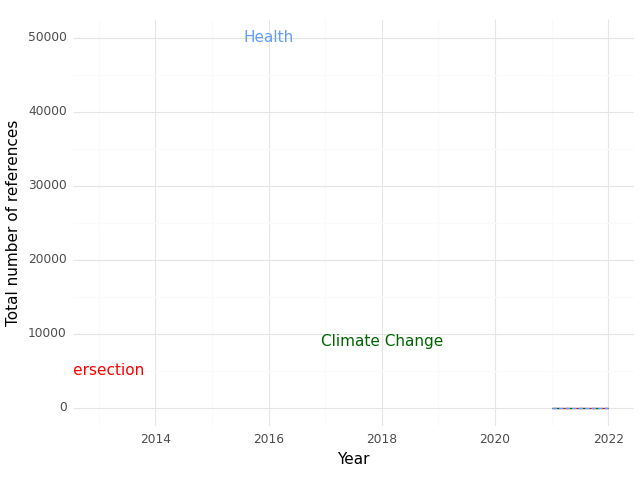 50000
Health
40000
30000
20000
10000
Climate Change
ersection
0
2014
2016
2018
2020
2022
Year
Total number of references